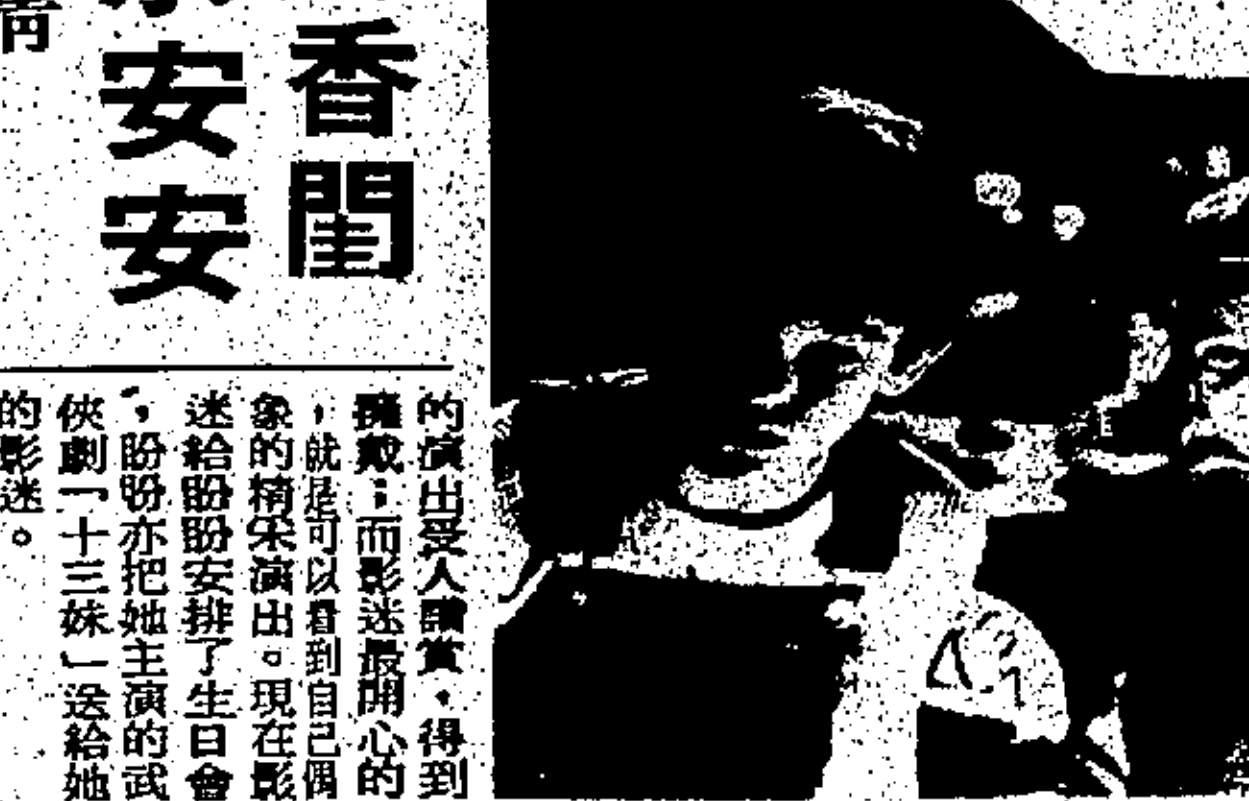 香閨
安安
的演出受人讚賞，得到
擁戴；而影迷最開心的
，就是可以看到自己偶
象的精采演出。現在影
迷給盼盼安排了生日會
，盼盼亦把她主演的武
俠劇「十三妹」送給她
的影迷。